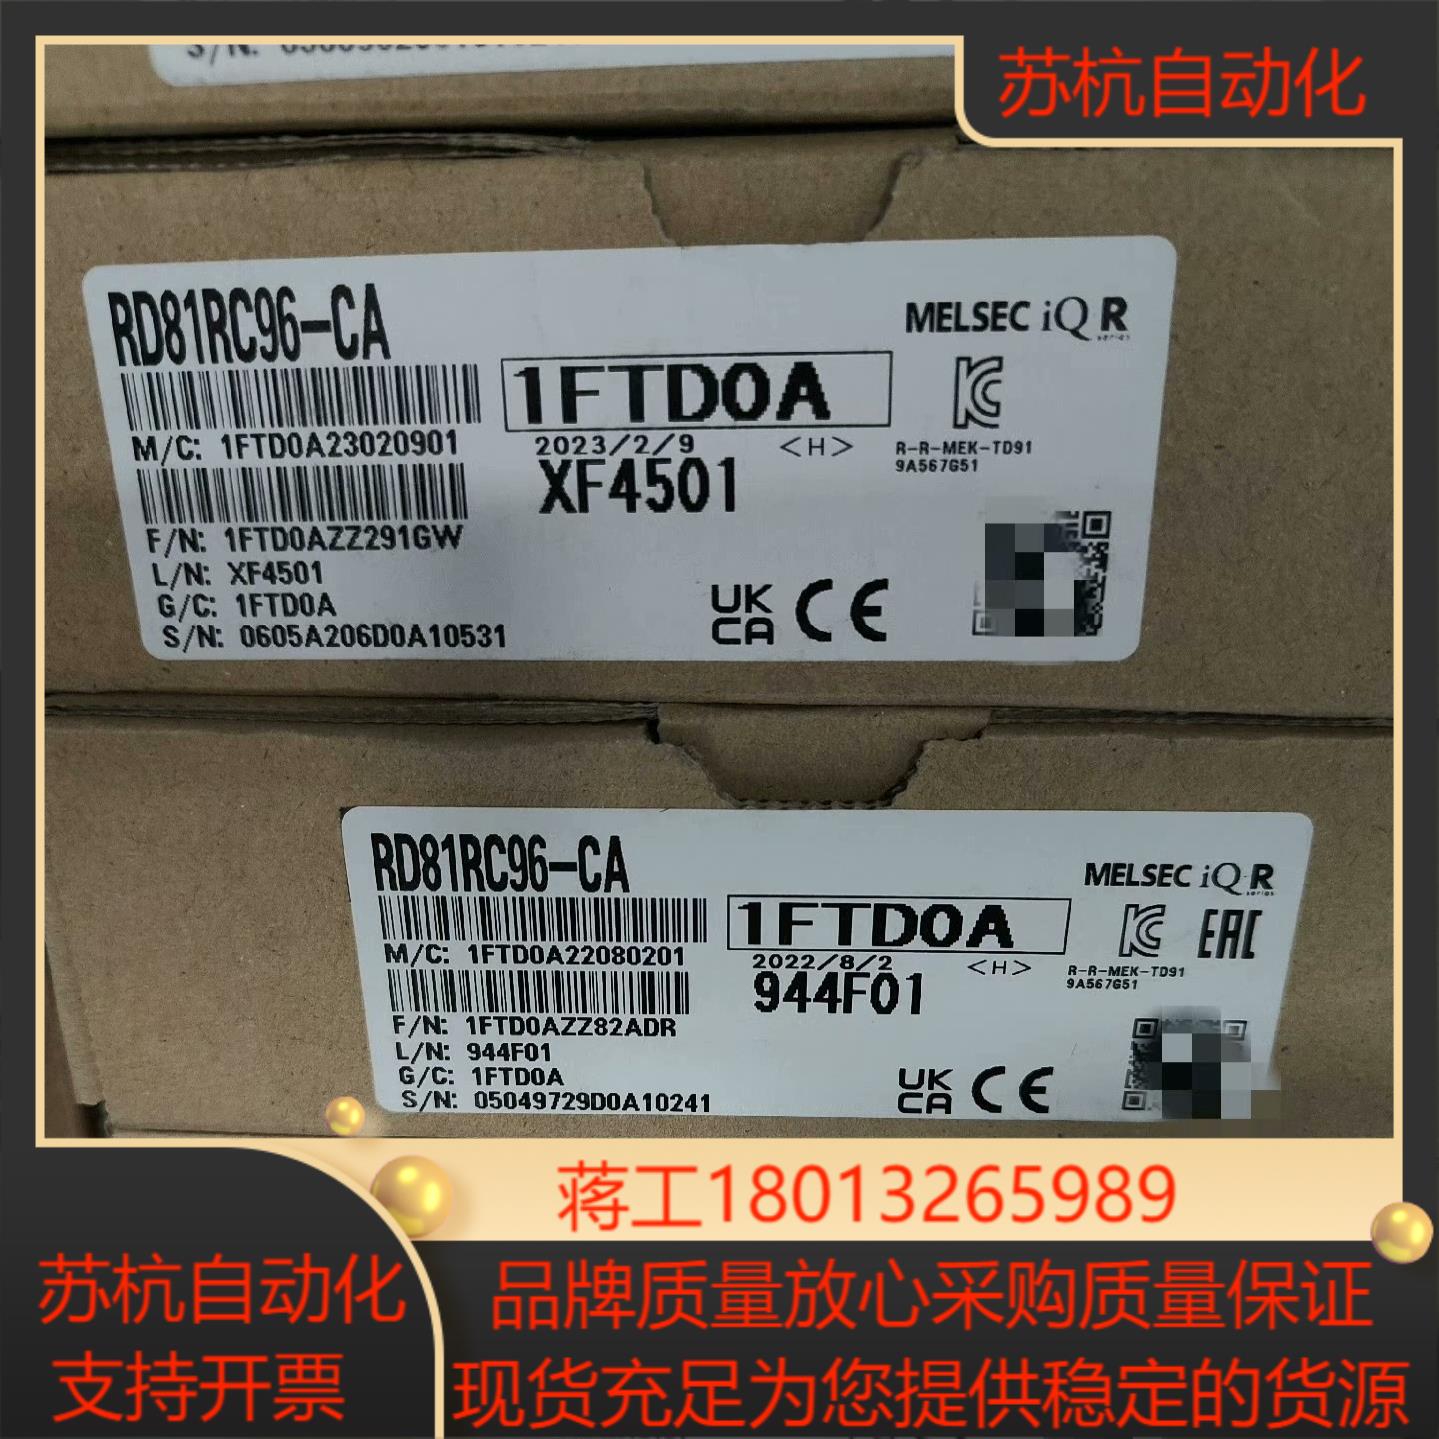 苏杭自动化
RD81RC96-CA
MELSEC iQ-R
series
1FTD0A
M/C: 1FTD0A23020901
2023/2/9 <H>
R-R-MEK-TD91
9A567G51
XF4501
F/N: 1FTD0AZZ291GW
L/N: XF4501
G/C: 1FTD0A
S/N: 0605A206D0A10531
UK
CA CE
RD81RC96-CA
MELSEC iQ-R
series
1FTD0A
EAC
M/C: 1FTD0A22080201
2022/8/2 <H>
R-R-MEK-TD91
9A567G51
944F01
F/N: 1FTD0AZZ82ADR
L/N: 944F01
G/C: 1FTD0A
S/N: 05049729D0A10241
UK
CA CE
蒋工18013265989
苏杭自动化
支持开票
品牌质量放心采购质量保证
现货充足为您提供稳定的货源